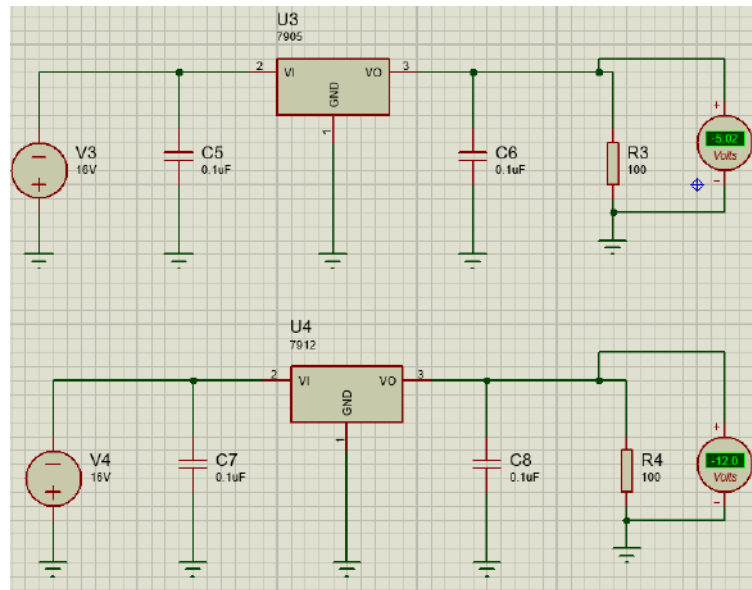 U3
7905
2 VI VO 3
GND
1
V3
16V
C5
0.1uF
C6
0.1uF
R3
100
+
-5.02
Volts
U4
7912
2 VI VO 3
GND
1
V4
16V
C7
0.1uF
C8
0.1uF
R4
100
+
-12.0
Volts